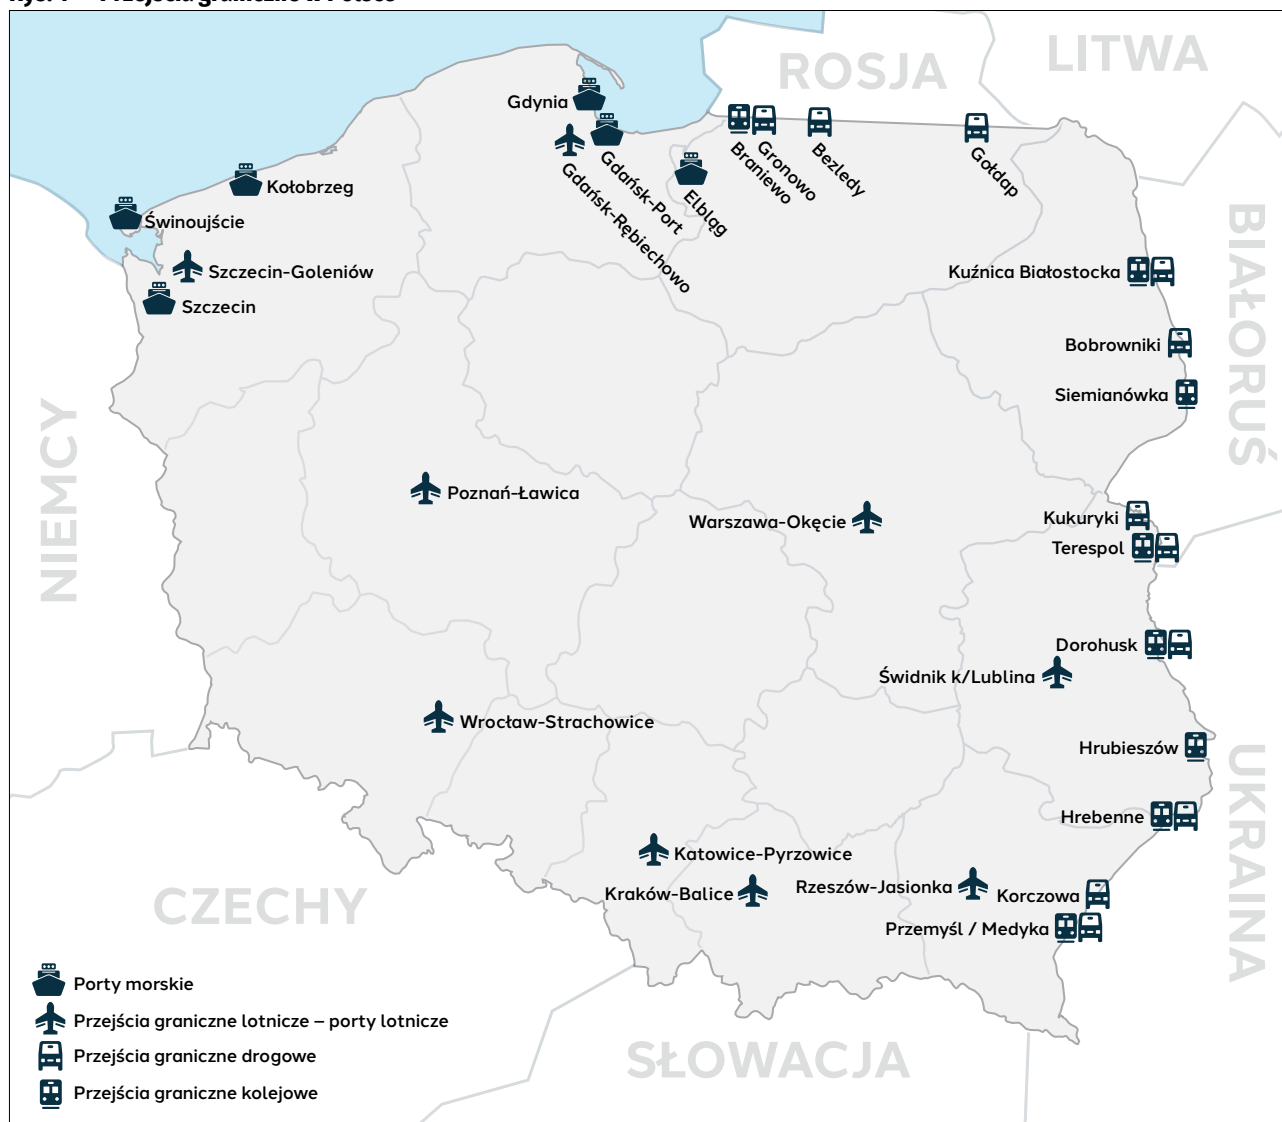 ROSJA
LITWA
Gdynia
Gdańsk-Port
Gdańsk-Rębiechowo
Elbląg
Braniewo
Gronowo
Bezledy
Gołdap
Kołobrzeg
Świnoujście
Szczecin-Goleniów
Szczecin
BIAŁORUŚ
Kuźnica Białostocka
Bobrowniki
Siemianówka
NIEMCY
Poznań-Ławica
Warszawa-Okęcie
Kukuryki
Terespol
Dorohusk
Świdnik k/Lublina
Wrocław-Strachowice
Hrubieszów
UKRAINA
Hrebenne
Katowice-Pyrzowice
Kraków-Balice
Rzeszów-Jasionka
Korczowa
Przemyśl / Medyka
CZECHY
SŁOWACJA
Porty morskie
Przejścia graniczne lotnicze – porty lotnicze
Przejścia graniczne drogowe
Przejścia graniczne kolejowe